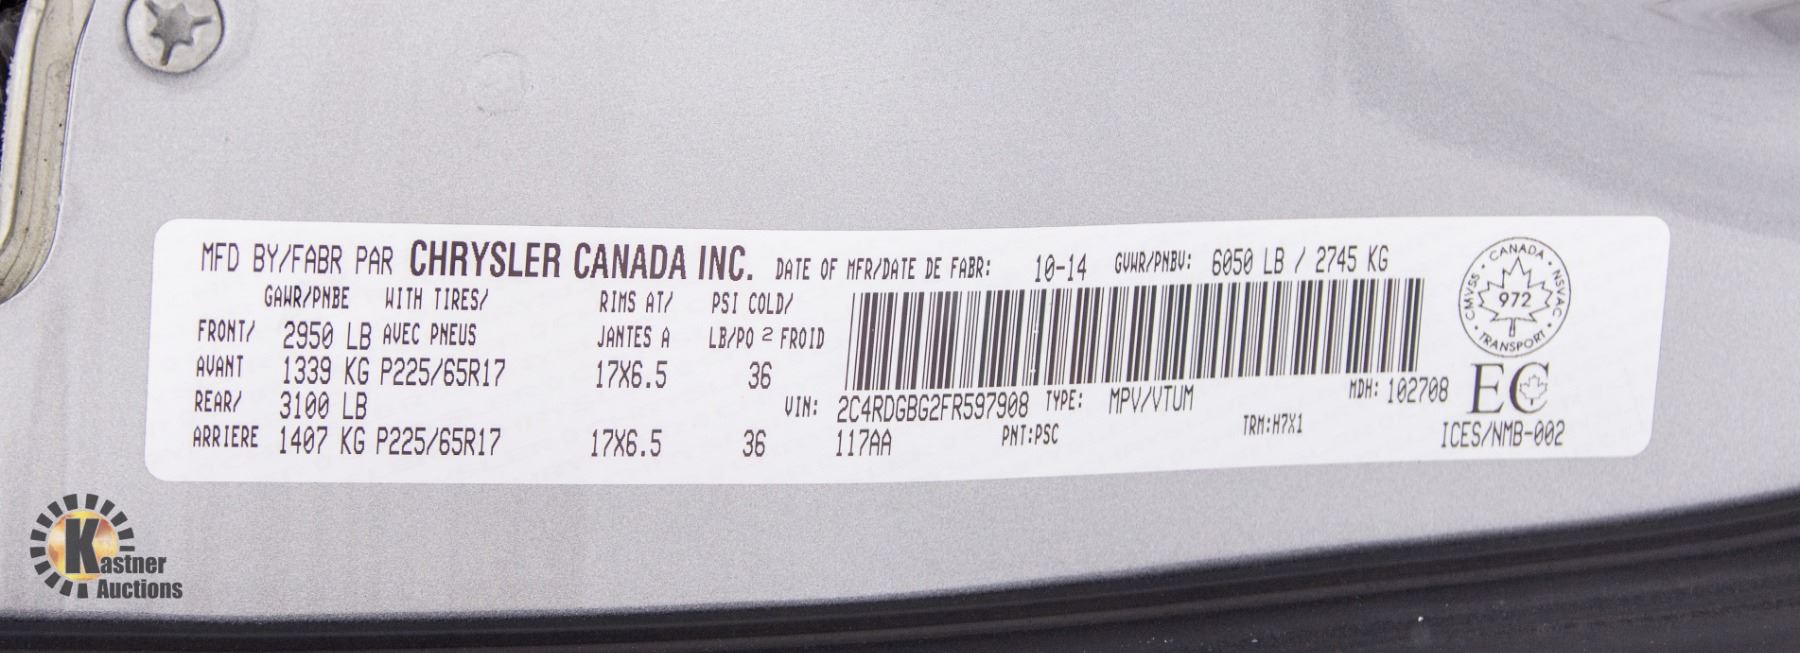 MFD BY/FABR PAR CHRYSLER CANADA INC. DATE OF MFR/DATE DE FABR: 10-14 GVWR/PNBV: 6050 LB / 2745 KG
GAWR/PNBE WITH TIRES/ RIMS AT/ PSI COLD/
FRONT/ 2950 LB AVEC PNEUS JANTES A LB/PO 2 FROID
AVANT 1339 KG P225/65R17 17X6.5 36
REAR/ 3100 LB
ARRIERE 1407 KG P225/65R17 17X6.5 36
VIN: 2C4RDGBG2FR597908 TYPE: MPV/VTUM MDH: 102708
117AA PNT:PSC TRM:H7X1
CANADA
CMVSS 972 NSVAC
TRANSPORT
EC
ICES/NMB-002
Kastner
Auctions